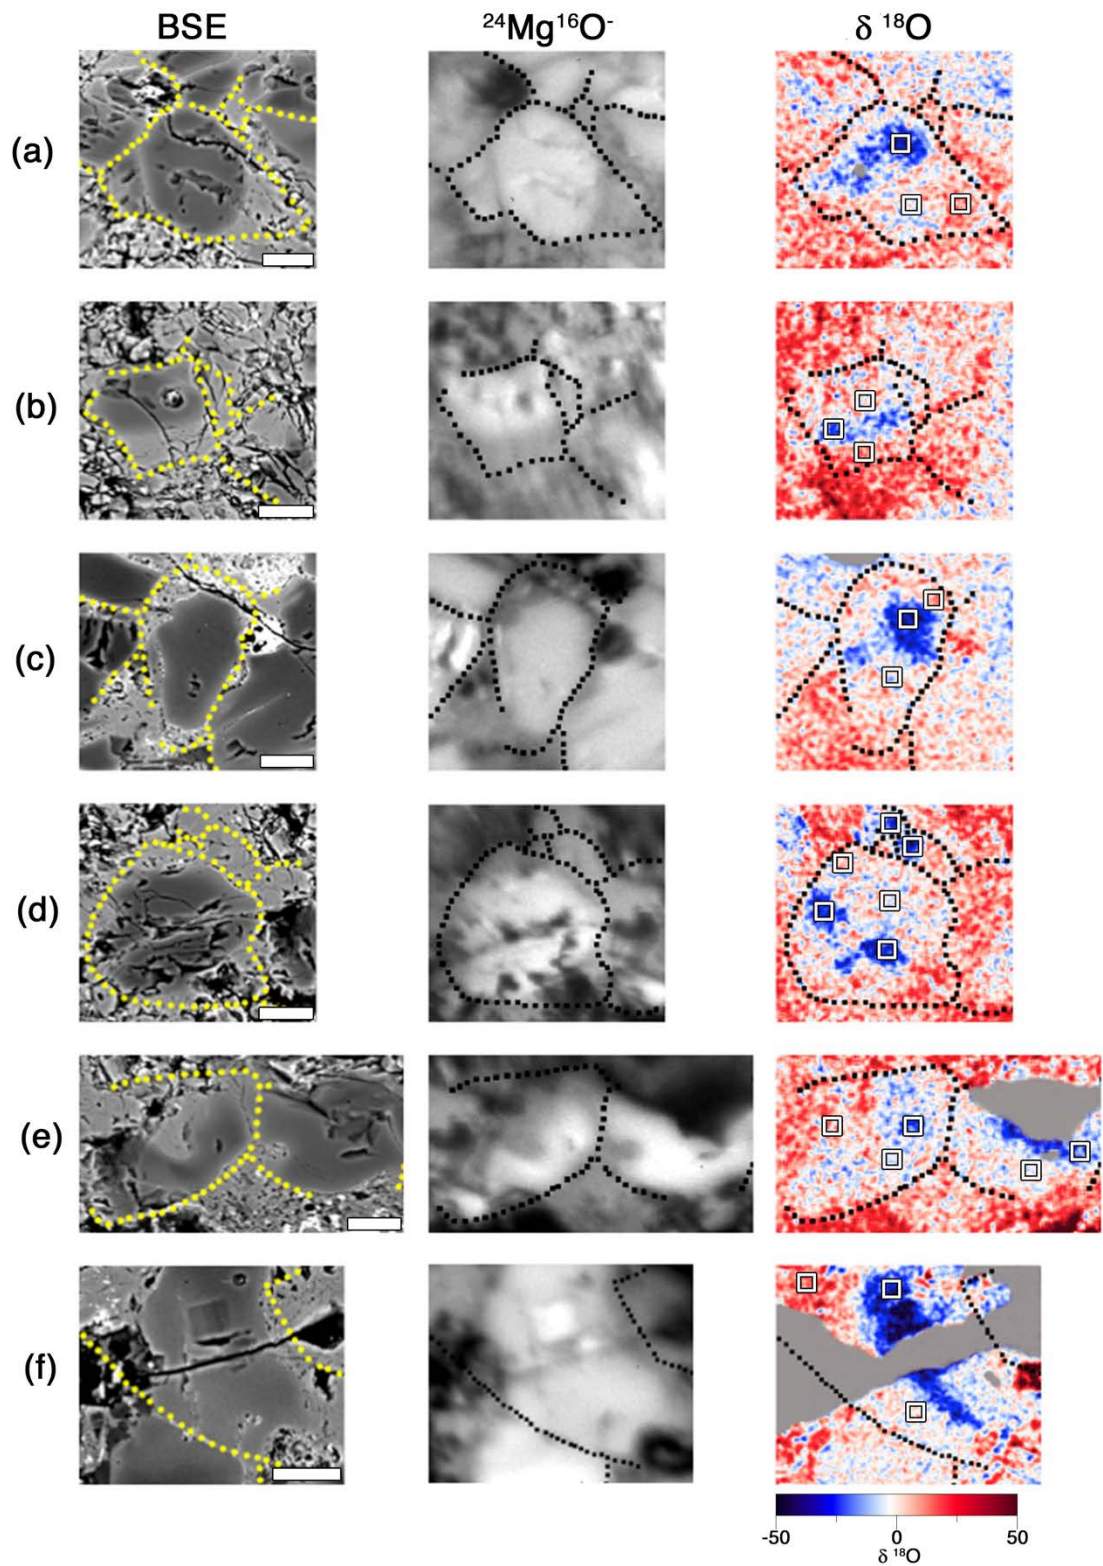 BSE ²⁴Mg¹⁶O⁻ δ ¹⁸O
(a)
(b)
(c)
(d)
(e)
(f)
-50 0 50
δ ¹⁸O